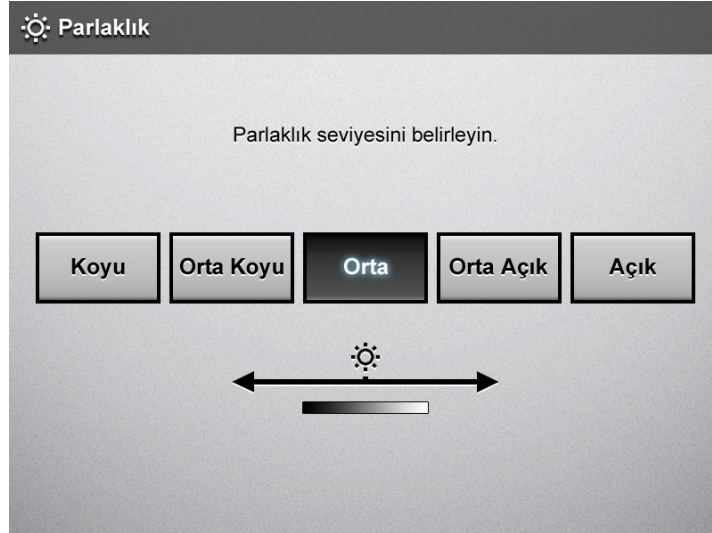 Parlaklık
Parlaklık seviyesini belirleyin.
Koyu
Orta Koyu
Orta
Orta Açık
Açık